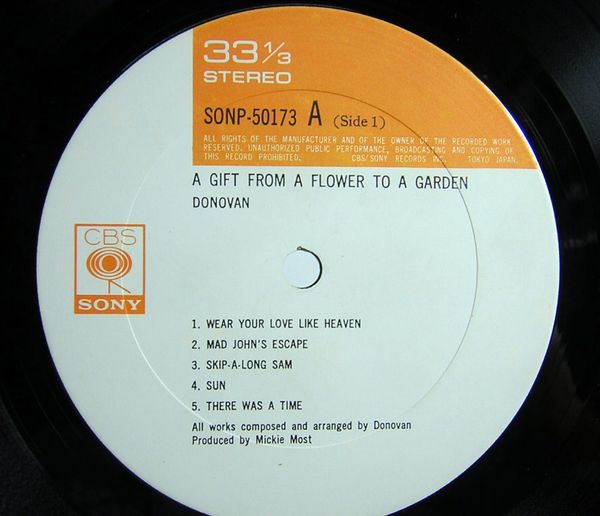 33 1/3
STEREO
SONP-50173 A (Side 1)
ALL RIGHTS OF THE MANUFACTURER AND OF THE OWNER OF THE RECORDED WORK
RESERVED. UNAUTHORIZED PUBLIC PERFORMANCE, BROADCASTING AND COPYING OF
THIS RECORD PROHIBITED. CBS/SONY RECORDS INC. TOKYO JAPAN.
A GIFT FROM A FLOWER TO A GARDEN
DONOVAN
CBS
SONY
1. WEAR YOUR LOVE LIKE HEAVEN
2. MAD JOHN'S ESCAPE
3. SKIP-A-LONG SAM
4. SUN
5. THERE WAS A TIME
All works composed and arranged by Donovan
Produced by Mickie Most